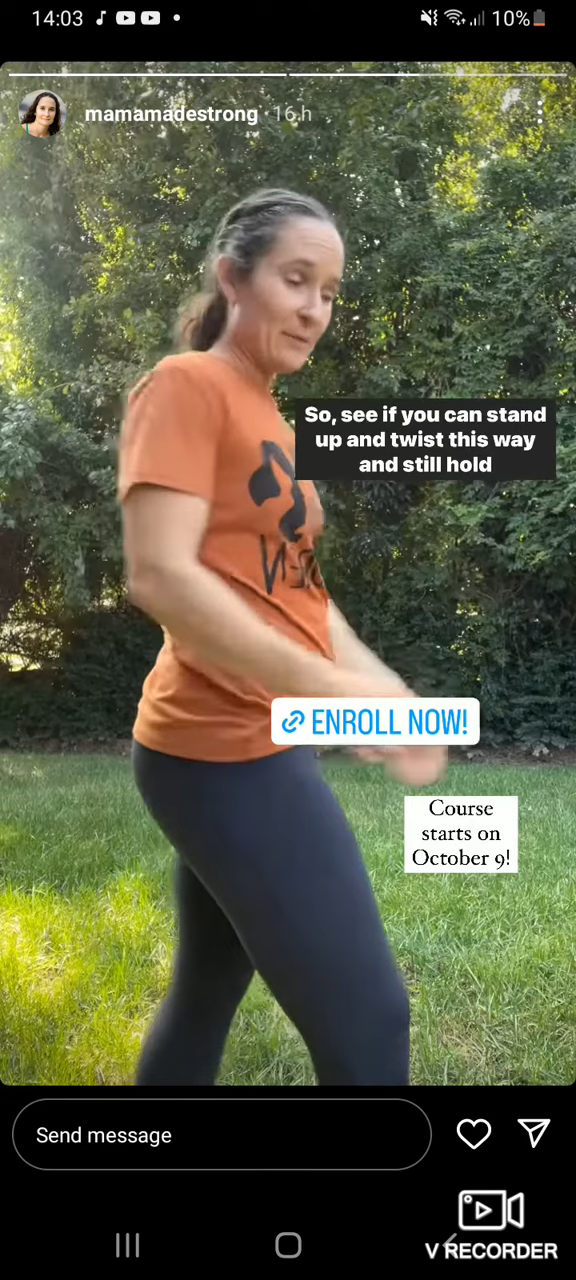 14:03
10%
mamamadestrong · 16 h
So, see if you can stand
up and twist this way
and still hold
ENROLL NOW!
Course
starts on
October 9!
Send message
V RECORDER